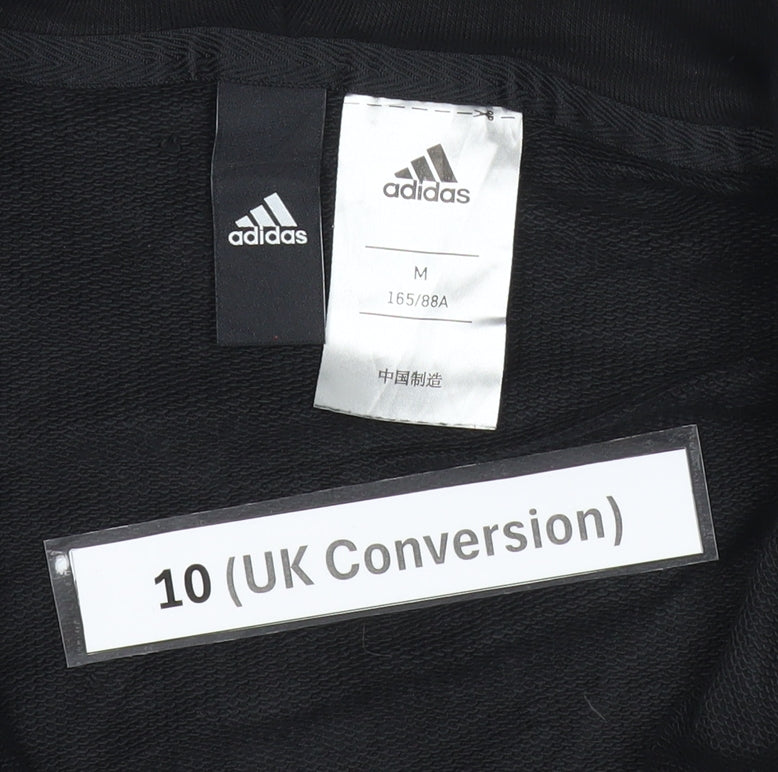 adidas
adidas
M
165/88A
中国制造
10 (UK Conversion)